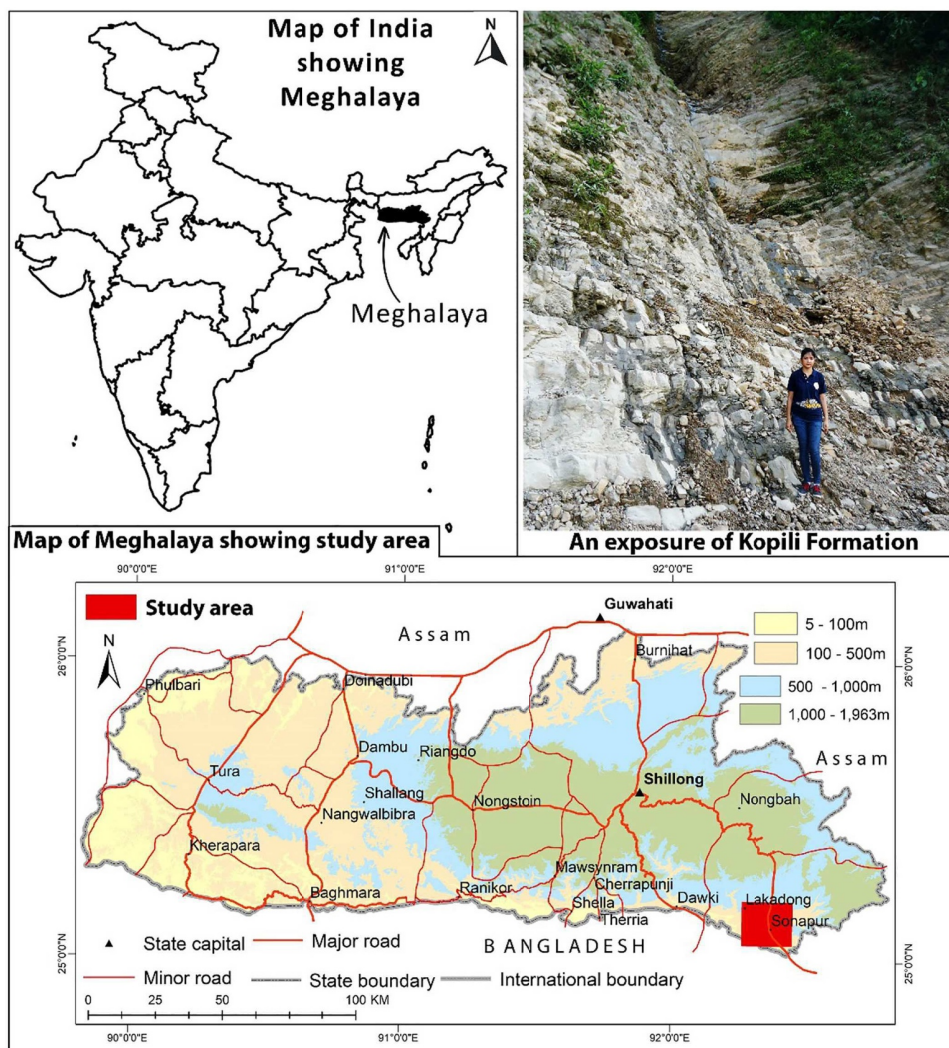 Map of India
showing
Meghalaya
N
Meghalaya
Map of Meghalaya showing study area
An exposure of Kopili Formation
90°0'0"E
91°0'0"E
92°0'0"E
Study area
N
26°0'0"N
26°0'0"N
Guwahati
Assam
5 - 100m
100 - 500m
500 - 1,000m
1,000 - 1,963m
Burnihat
Phulbari
Doinadubi
Dambu
Riangdo
Assam
Tura
Shallang
Shillong
Nongstoin
Nongbah
Nangwalbibra
Kherapara
Mawsynram
Cherrapunji
Baghmara
Ranikor
Shella
Dawki
Lakadong
Therria
Sonapur
BANGLADESH
State capital
Major road
Minor road
State boundary
International boundary
25°0'0"N
25°0'0"N
0 25 50 100 KM
90°0'0"E
91°0'0"E
92°0'0"E